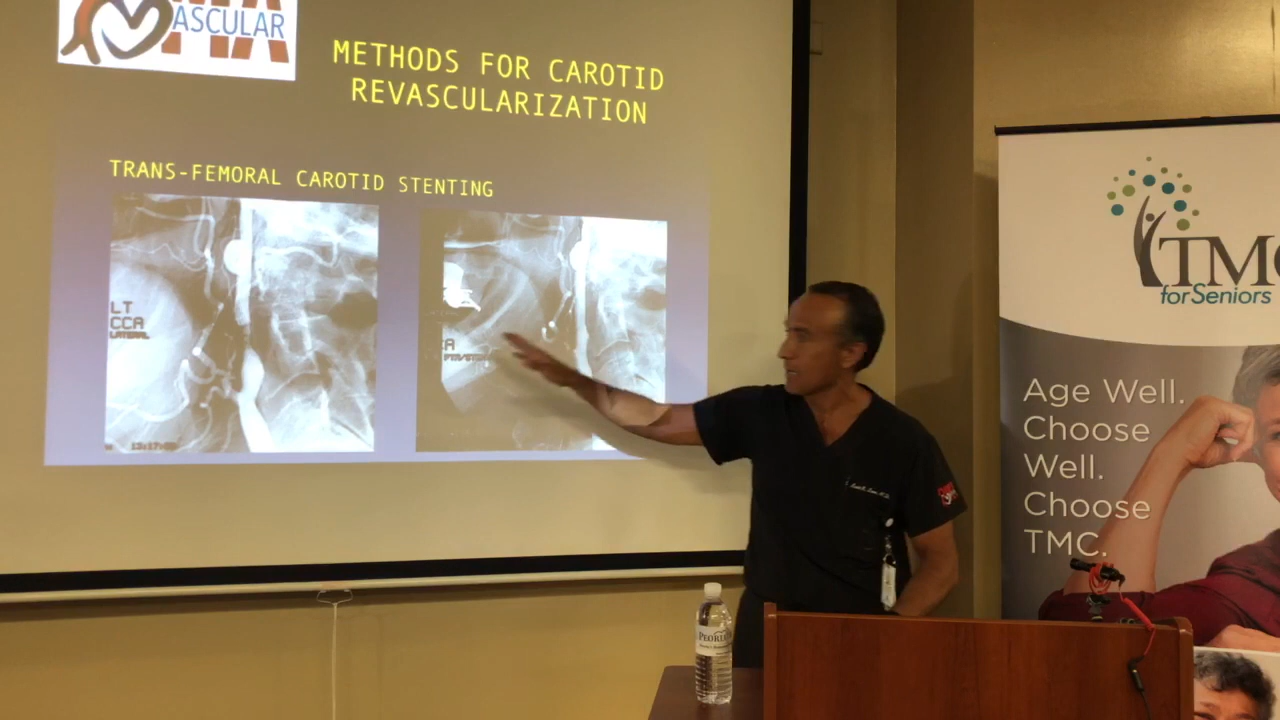 ASCULAR
METHODS FOR CAROTID
REVASCULARIZATION
TRANS-FEMORAL CAROTID STENTING
LT
CCA
LATERAL
TMC
for Seniors
Age Well.
Choose
Well.
Choose
TMC.